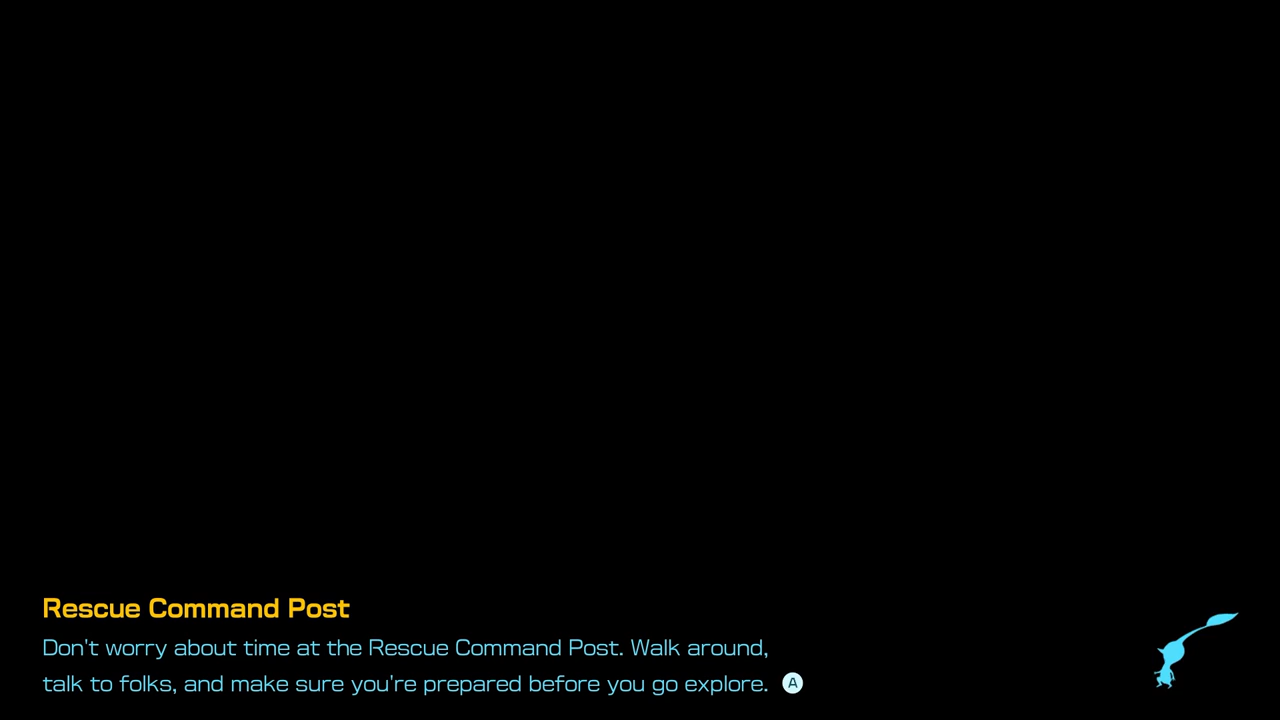 Rescue Command Post
Don't worry about time at the Rescue Command Post. Walk around,
talk to folks, and make sure you're prepared before you go explore. A